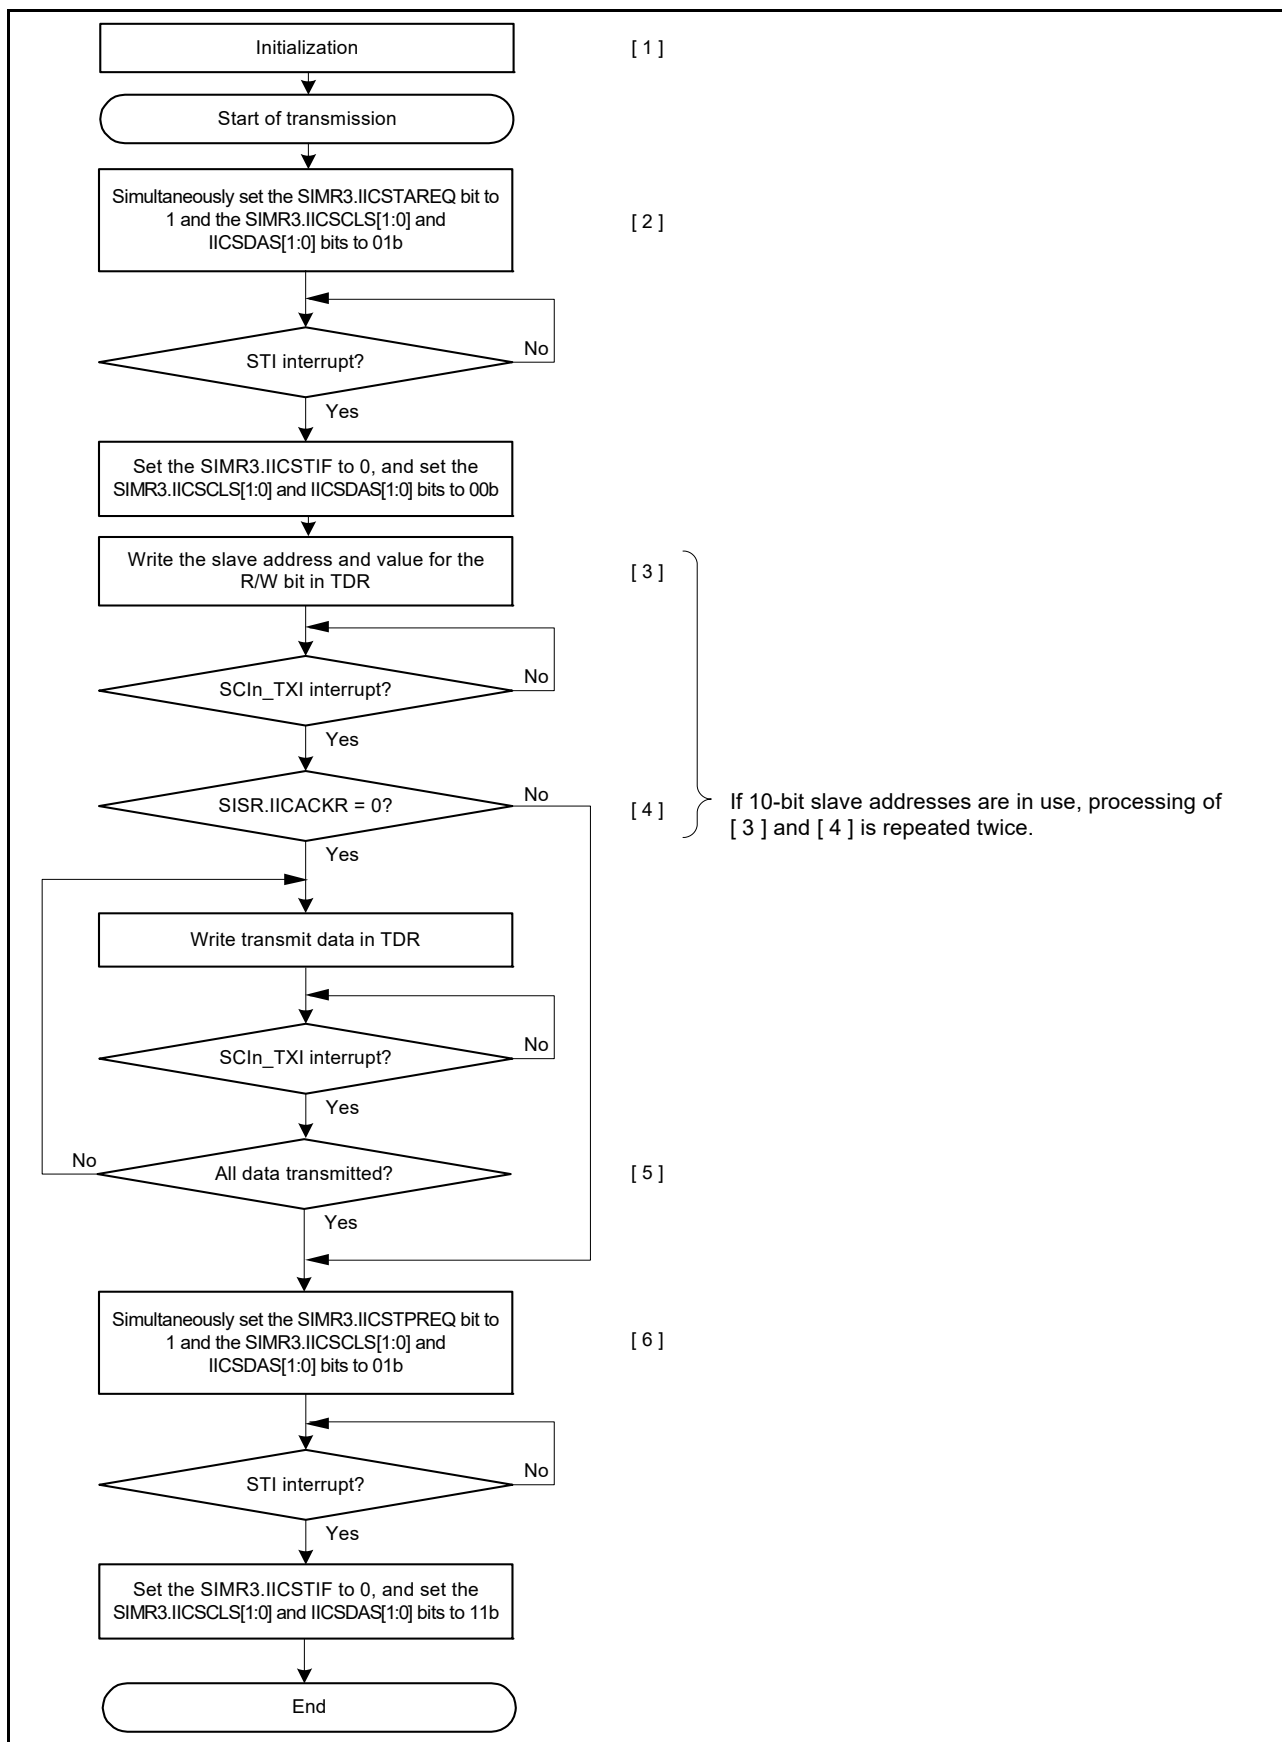 Initialization
[ 1 ]
Start of transmission
Simultaneously set the SIMR3.IICSTAREQ bit to
1 and the SIMR3.IICSCLS[1:0] and
IICSDAS[1:0] bits to 01b
[ 2 ]
STI interrupt?
No
Yes
Set the SIMR3.IICSTIF to 0, and set the
SIMR3.IICSCLS[1:0] and IICSDAS[1:0] bits to 00b
Write the slave address and value for the
R/W bit in TDR
[ 3 ]
SCIn_TXI interrupt?
No
Yes
SISR.IICACKR = 0?
No
[ 4 ]
If 10-bit slave addresses are in use, processing of
[ 3 ] and [ 4 ] is repeated twice.
Yes
Write transmit data in TDR
SCIn_TXI interrupt?
No
Yes
No
All data transmitted?
[ 5 ]
Yes
Simultaneously set the SIMR3.IICSTPREQ bit to
1 and the SIMR3.IICSCLS[1:0] and
IICSDAS[1:0] bits to 01b
[ 6 ]
STI interrupt?
No
Yes
Set the SIMR3.IICSTIF to 0, and set the
SIMR3.IICSCLS[1:0] and IICSDAS[1:0] bits to 11b
End